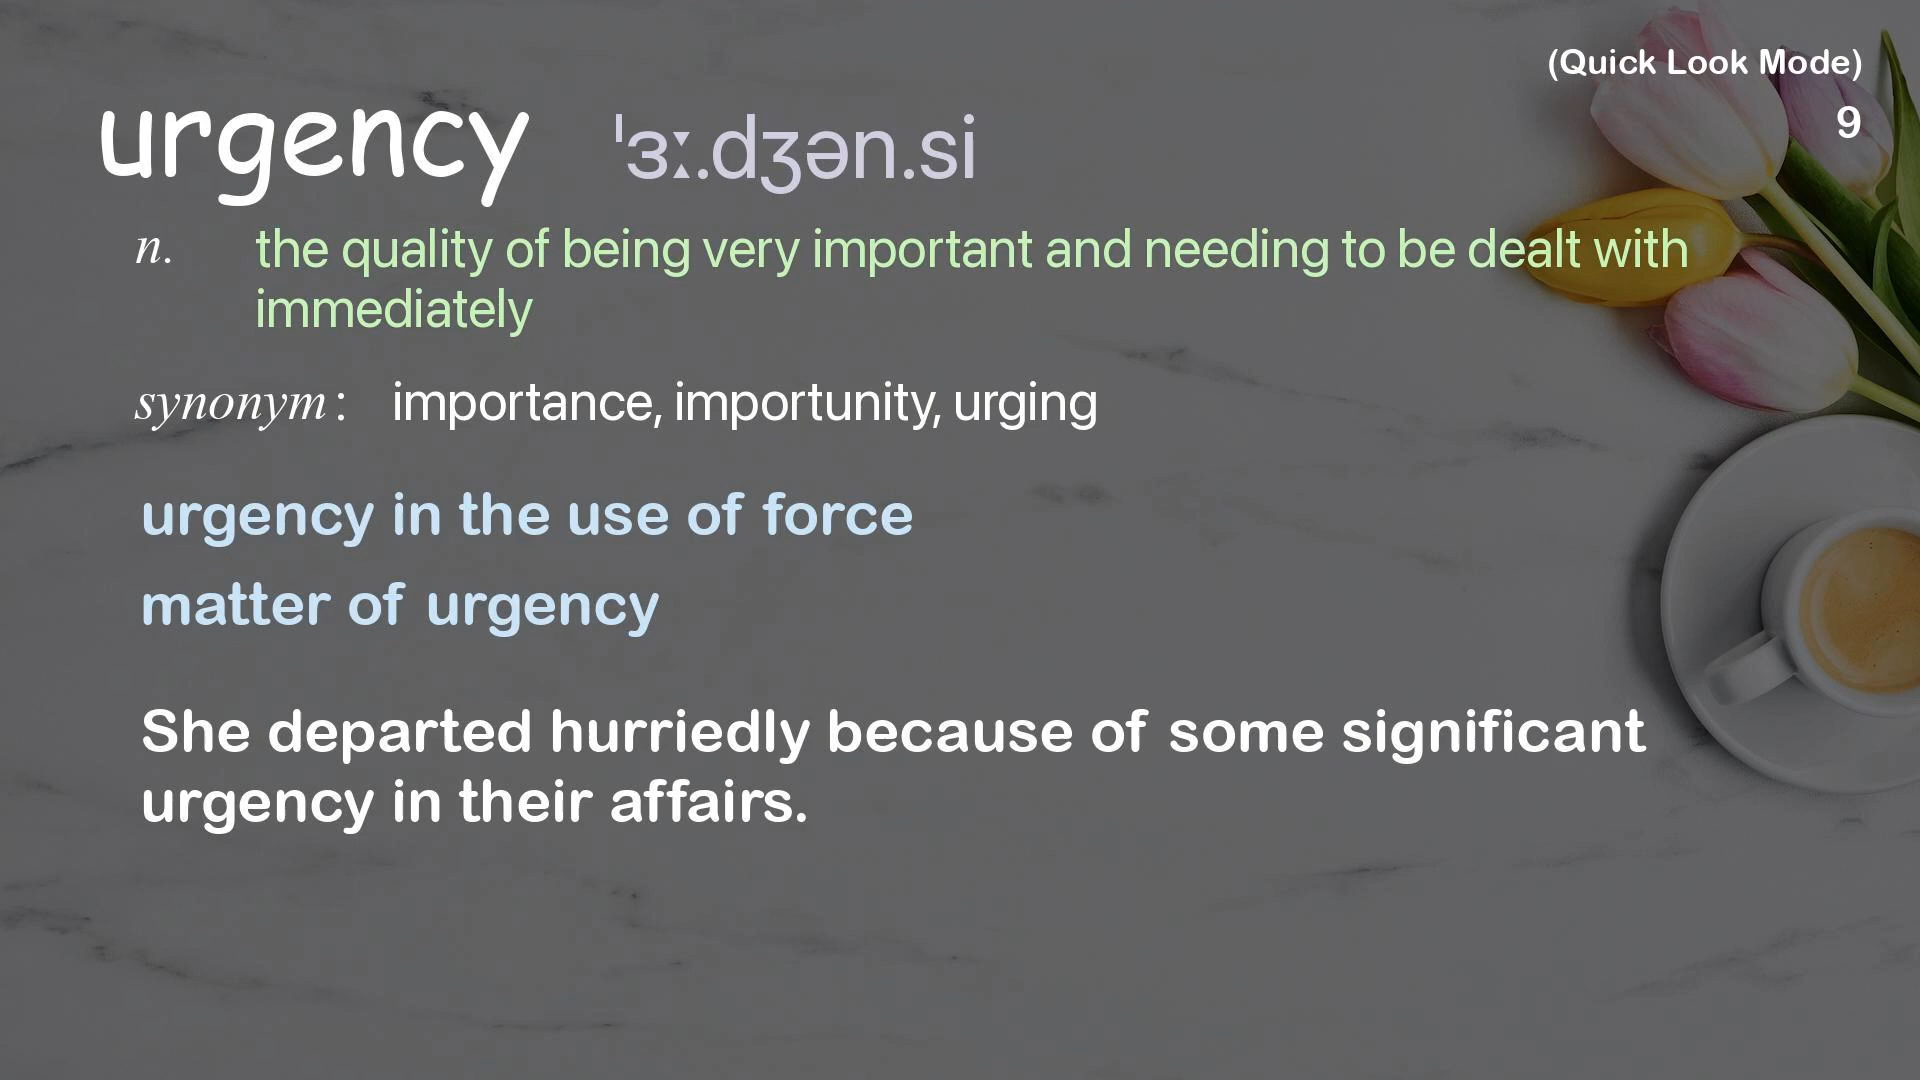 (Quick Look Mode)
urgency ˈɜː.dʒən.si
9
n. the quality of being very important and needing to be dealt with
immediately
synonym: importance, importunity, urging
urgency in the use of force
matter of urgency
She departed hurriedly because of some significant
urgency in their affairs.